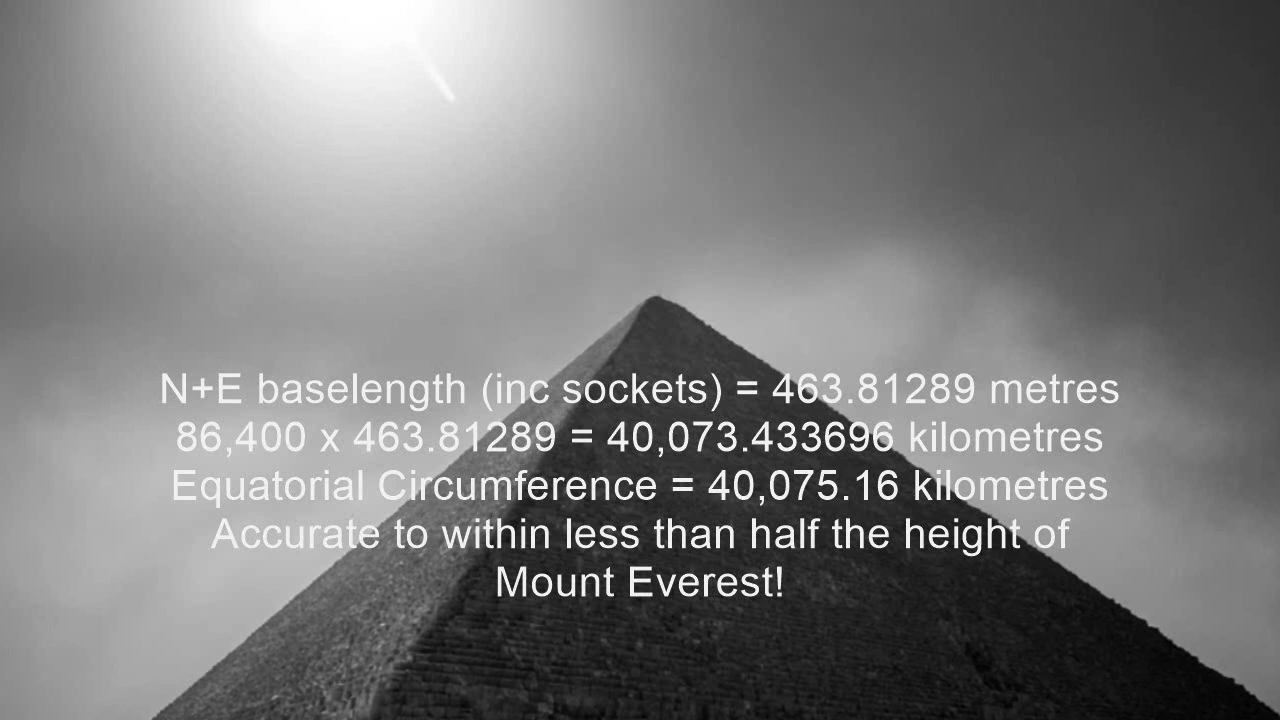 N+E baselength (inc sockets) = 463.81289 metres
86,400 x 463.81289 = 40,073.433696 kilometres
Equatorial Circumference = 40,075.16 kilometres
Accurate to within less than half the height of
Mount Everest!